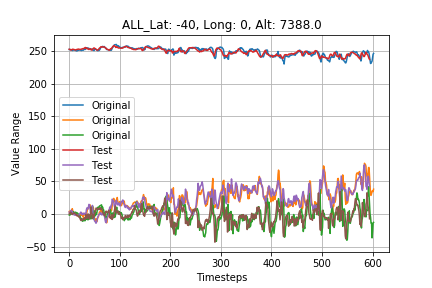 ALL_Lat: -40, Long: 0, Alt: 7388.0
Value Range
250
200
150
100
50
0
−50
Original
Original
Original
Test
Test
Test
0 100 200 300 400 500 600
Timesteps